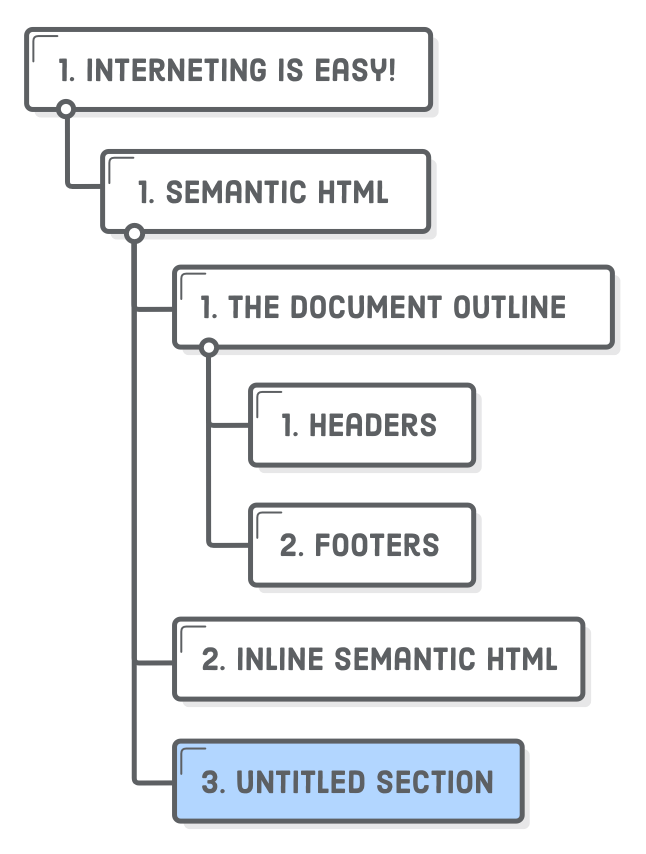 1. INTERNETING IS EASY!
1. SEMANTIC HTML
1. THE DOCUMENT OUTLINE
1. HEADERS
2. FOOTERS
2. INLINE SEMANTIC HTML
3. UNTITLED SECTION